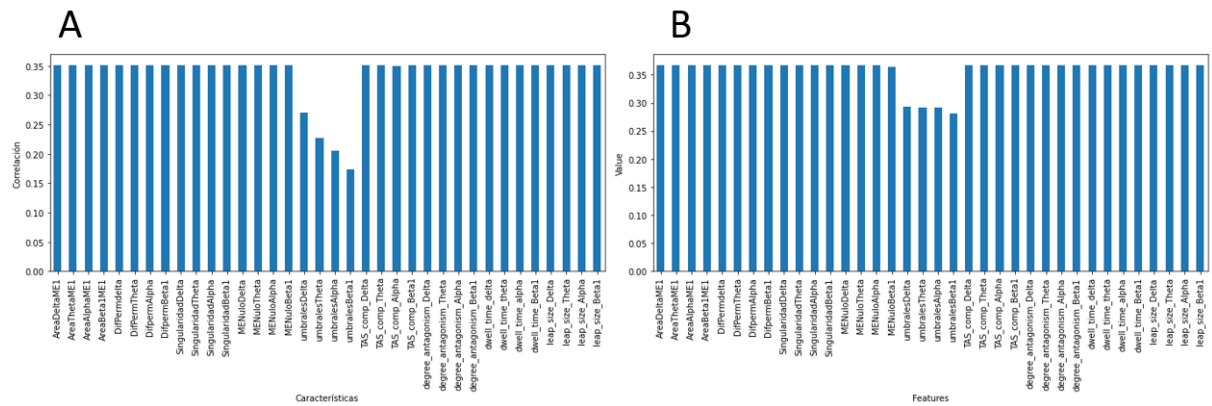 A
B
Correlación
0.35
0.30
0.25
0.20
0.15
0.10
0.05
0.00
AreaDeltaME1
AreaThetaME1
AreaAlphaME1
AreaBeta1ME1
DifPermdelta
DifPermTheta
DifpermAlpha
DifpermBeta1
SingularidadDelta
SingularidadTheta
SingularidadAlpha
SingularidadBeta1
MENuloDelta
MENuloTheta
MENuloAlpha
MENuloBeta1
umbralesDelta
umbralesTheta
umbralesAlpha
umbralesBeta1
TAS_comp_Delta
TAS_comp_Theta
TAS_comp_Alpha
TAS_comp_Beta1
degree_antagonism_Delta
degree_antagonism_Theta
degree_antagonism_Alpha
degree_antagonism_Beta1
dwell_time_delta
dwell_time_theta
dwell_time_alpha
dwell_time_Beta1
leap_size_Delta
leap_size_Theta
leap_size_Alpha
leap_size_Beta1
Características
Value
0.35
0.30
0.25
0.20
0.15
0.10
0.05
0.00
AreaDeltaME1
AreaThetaME1
AreaAlphaME1
AreaBeta1ME1
DifPermdelta
DifPermTheta
DifpermAlpha
DifpermBeta1
SingularidadDelta
SingularidadTheta
SingularidadAlpha
SingularidadBeta1
MENuloDelta
MENuloTheta
MENuloAlpha
MENuloBeta1
umbralesDelta
umbralesTheta
umbralesAlpha
umbralesBeta1
TAS_comp_Delta
TAS_comp_Theta
TAS_comp_Alpha
TAS_comp_Beta1
degree_antagonism_Delta
degree_antagonism_Theta
degree_antagonism_Alpha
degree_antagonism_Beta1
dwell_time_delta
dwell_time_theta
dwell_time_alpha
dwell_time_Beta1
leap_size_Delta
leap_size_Theta
leap_size_Alpha
leap_size_Beta1
Features